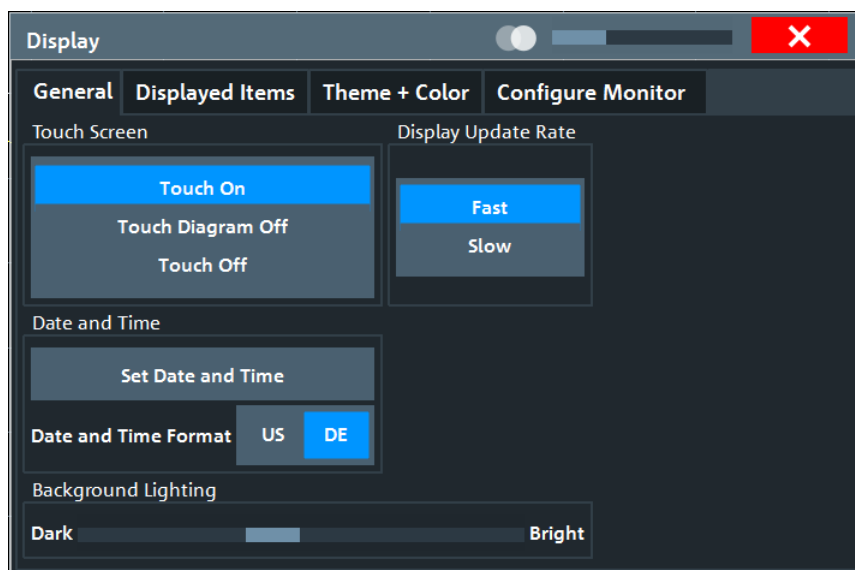 Display
General Displayed Items Theme + Color Configure Monitor
Touch Screen
Display Update Rate
Touch On
Touch Diagram Off
Touch Off
Fast
Slow
Date and Time
Set Date and Time
Date and Time Format US DE
Background Lighting
Dark Bright